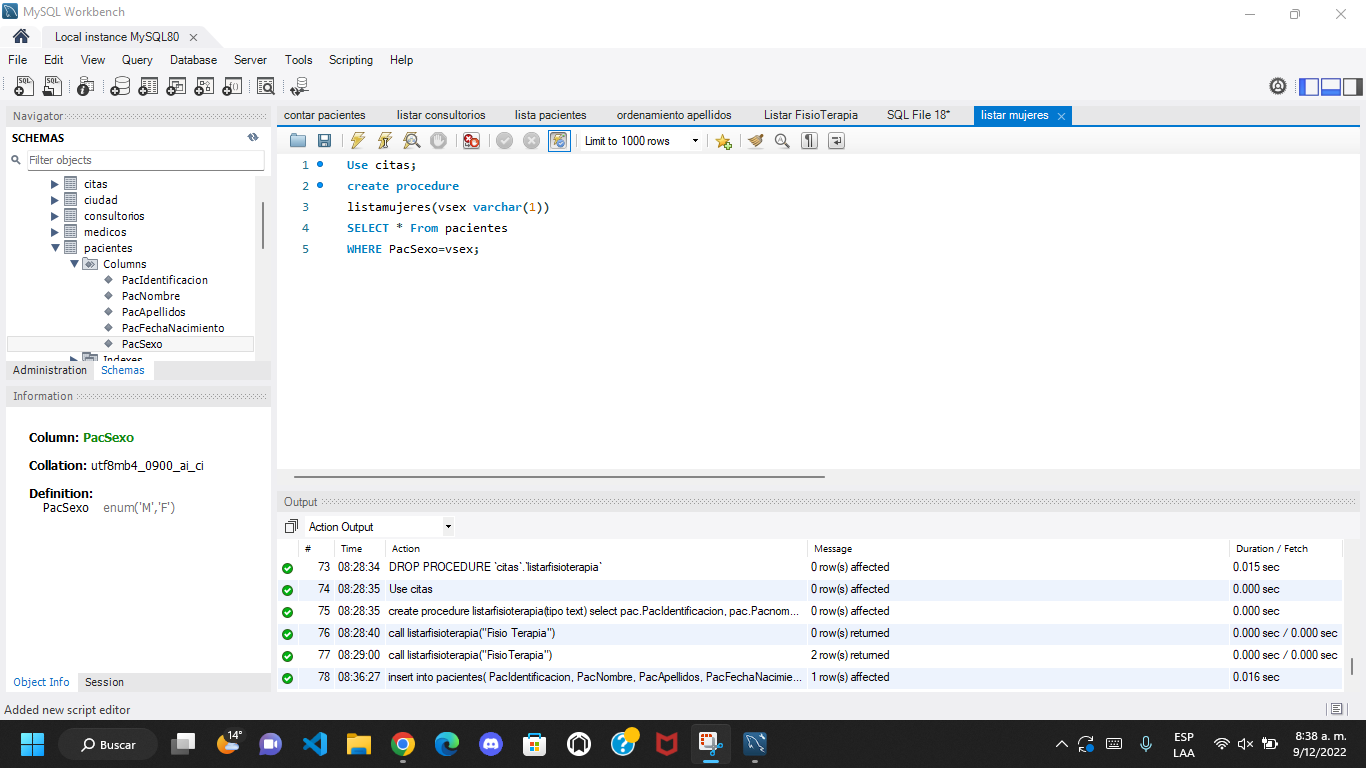 MySQL Workbench
Local instance MySQL80
File Edit View Query Database Server Tools Scripting Help
Navigator
SCHEMAS
Filter objects
citas
ciudad
consultorios
medicos
pacientes
Columns
PacIdentificacion
PacNombre
PacApellidos
PacFechaNacimiento
PacSexo
Indexes
Administration Schemas
Information
Column: PacSexo
Collation: utf8mb4_0900_ai_ci
Definition:
PacSexo enum('M','F')
Object Info Session
contar pacientes listar consultorios lista pacientes ordenamiento apellidos Listar FisioTerapia SQL File 18* listar mujeres
Limit to 1000 rows
1 Use citas;
2 create procedure
3 listamujeres(vsex varchar(1))
4 SELECT * From pacientes
5 WHERE PacSexo=vsex;
Output
Action Output
# Time Action Message Duration / Fetch
73 08:28:34 DROP PROCEDURE `citas`.`listarfisioterapia` 0 row(s) affected 0.015 sec
74 08:28:35 Use citas 0 row(s) affected 0.000 sec
75 08:28:35 create procedure listarfisioterapia(tipo text) select pac.PacIdentificacion, pac.Pacnom... 0 row(s) affected 0.000 sec
76 08:28:40 call listarfisioterapia("Fisio Terapia") 0 row(s) returned 0.000 sec / 0.000 sec
77 08:29:00 call listarfisioterapia("FisioTerapia") 2 row(s) returned 0.000 sec / 0.000 sec
78 08:36:27 insert into pacientes( PacIdentificacion, PacNombre, PacApellidos, PacFechaNacimie... 1 row(s) affected 0.016 sec
Added new script editor
Buscar
14°
ESP
LAA
8:38 a. m.
9/12/2022